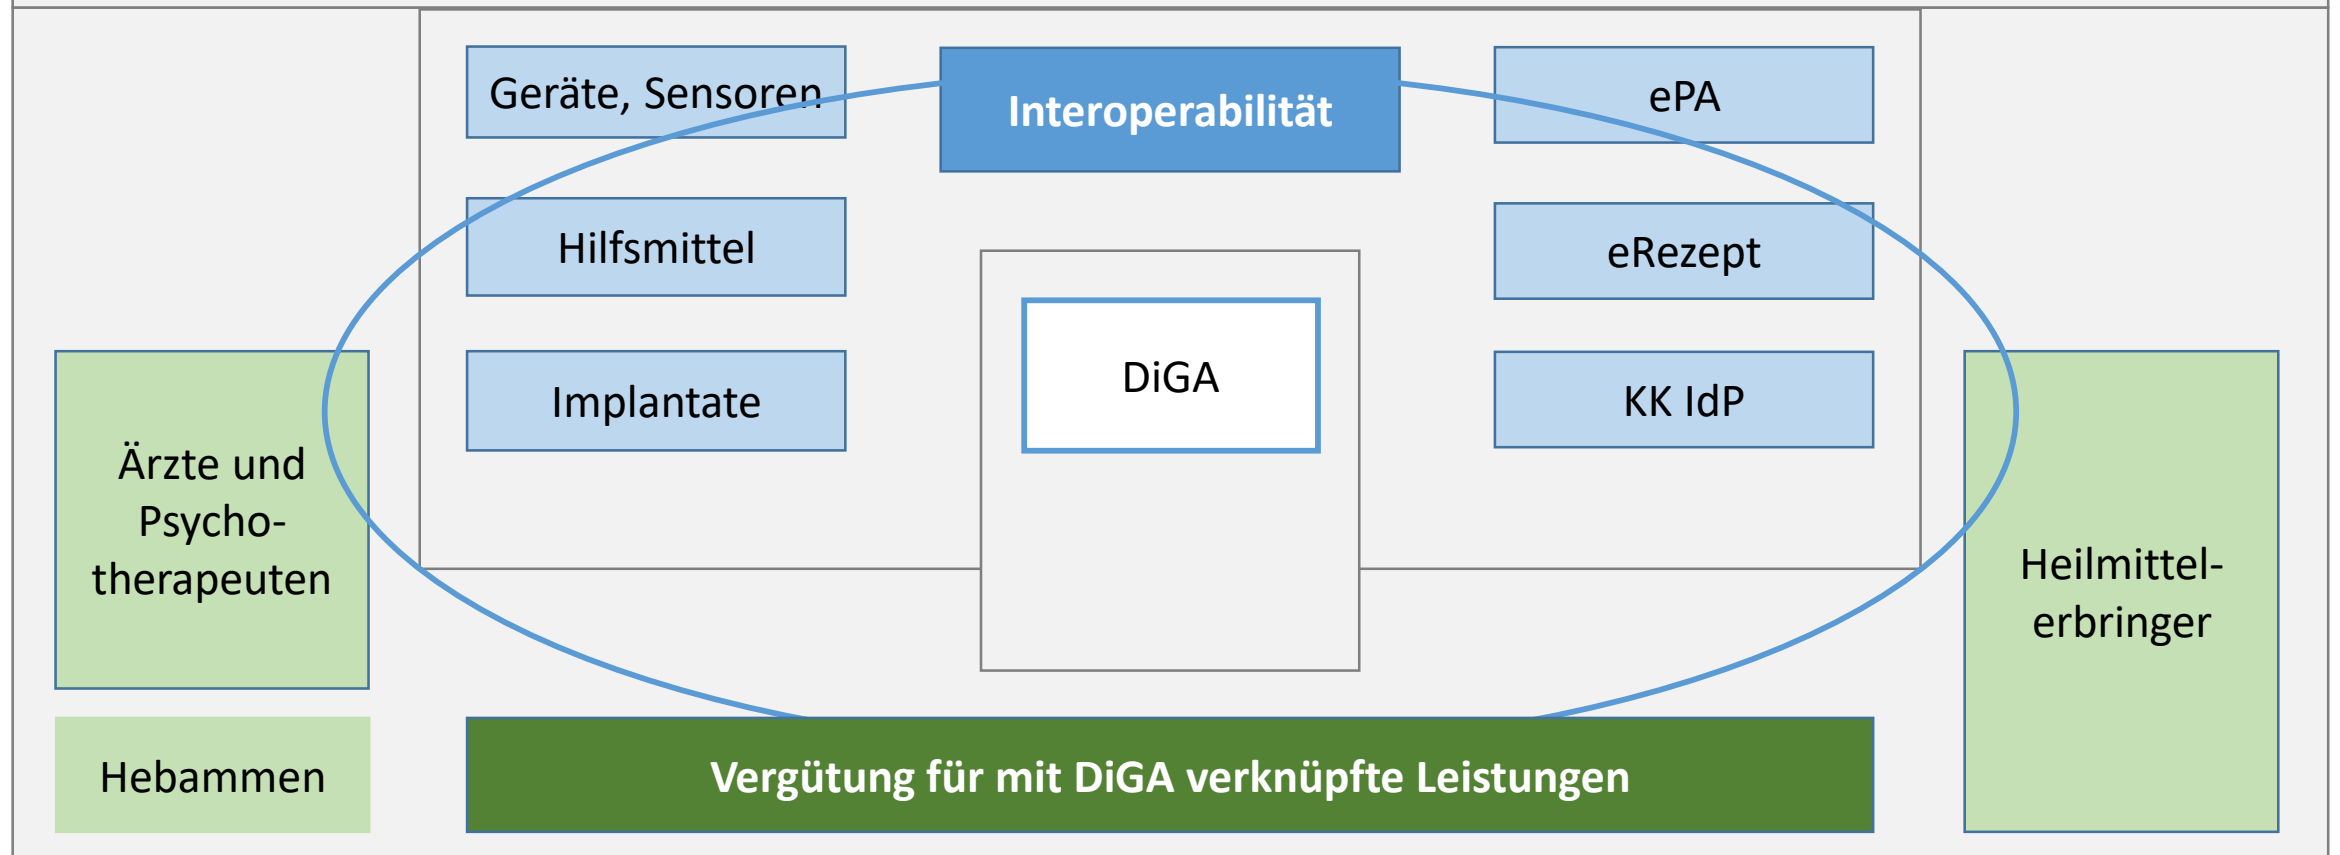 Geräte, Sensoren
Interoperabilität
ePA
Hilfsmittel
eRezept
DiGA
Implantate
KK IdP
Ärzte und
Psycho-
therapeuten
Heilmittel-
erbringer
Hebammen
Vergütung für mit DiGA verknüpfte Leistungen